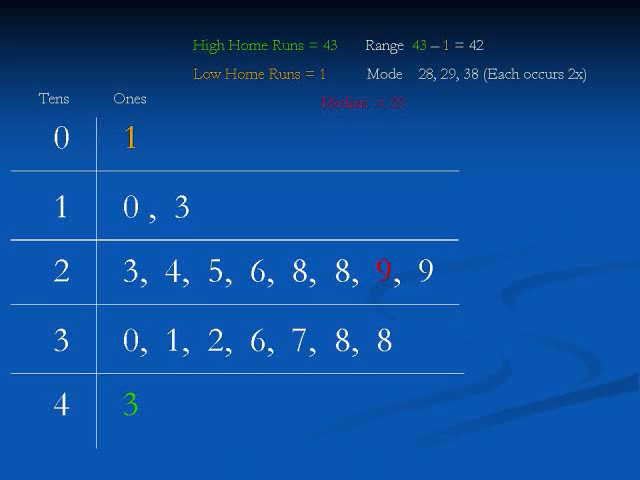 High Home Runs = 43 Range 43 – 1 = 42
Low Home Runs = 1 Mode 28, 29, 38 (Each occurs 2x)
Median = 29
Tens Ones
0 1
1 0 , 3
2 3, 4, 5, 6, 8, 8, 9, 9
3 0, 1, 2, 6, 7, 8, 8
4 3